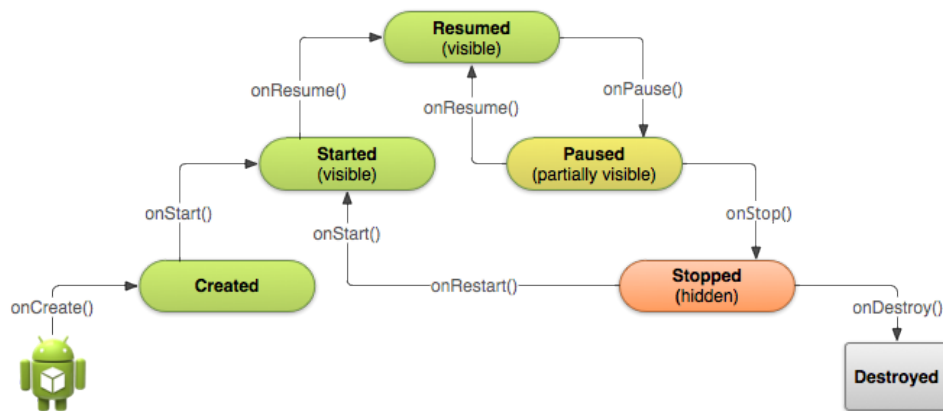 Resumed
(visible)
onResume()
onResume()
onPause()
Started
(visible)
Paused
(partially visible)
onStart()
onStart()
onStop()
Created
onRestart()
Stopped
(hidden)
onCreate()
onDestroy()
Destroyed